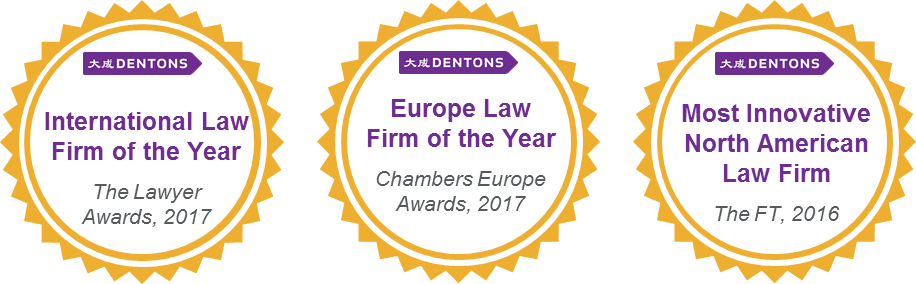 大成 DENTONS
International Law
Firm of the Year
The Lawyer
Awards, 2017
大成 DENTONS
Europe Law
Firm of the Year
Chambers Europe
Awards, 2017
大成 DENTONS
Most Innovative
North American
Law Firm
The FT, 2016